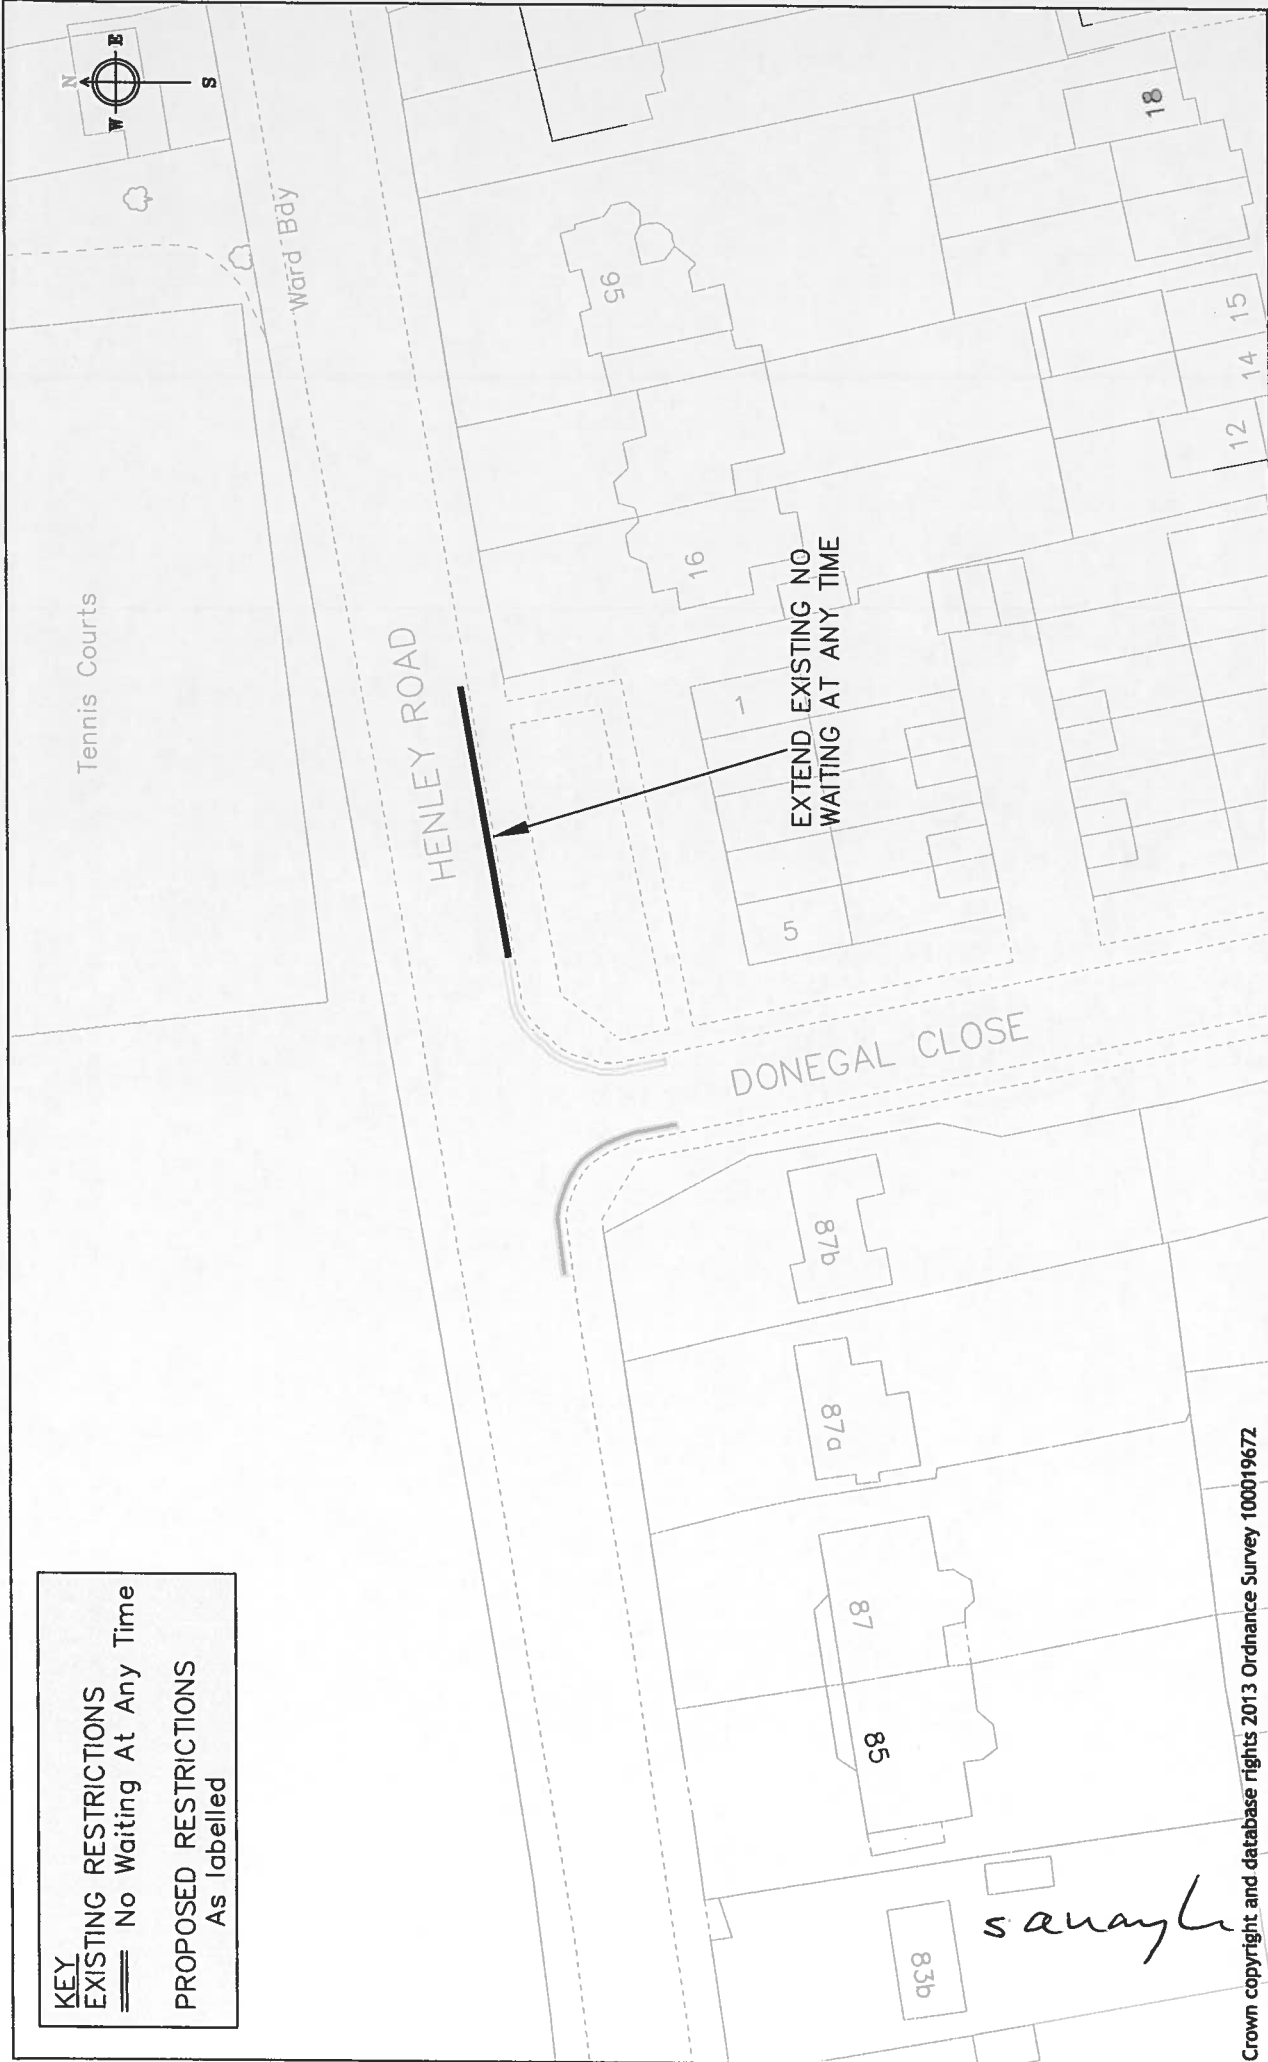 KEY
EXISTING RESTRICTIONS
No Waiting At Any Time
PROPOSED RESTRICTIONS
As labelled
Tennis Courts
N
W
E
S
Ward Bdy
HENLEY ROAD
95
16
EXTEND EXISTING NO
WAITING AT ANY TIME
1
5
DONEGAL CLOSE
87b
87a
87
85
83b
18
12
14
15
Crown copyright and database rights 2013 Ordnance Survey 100019672